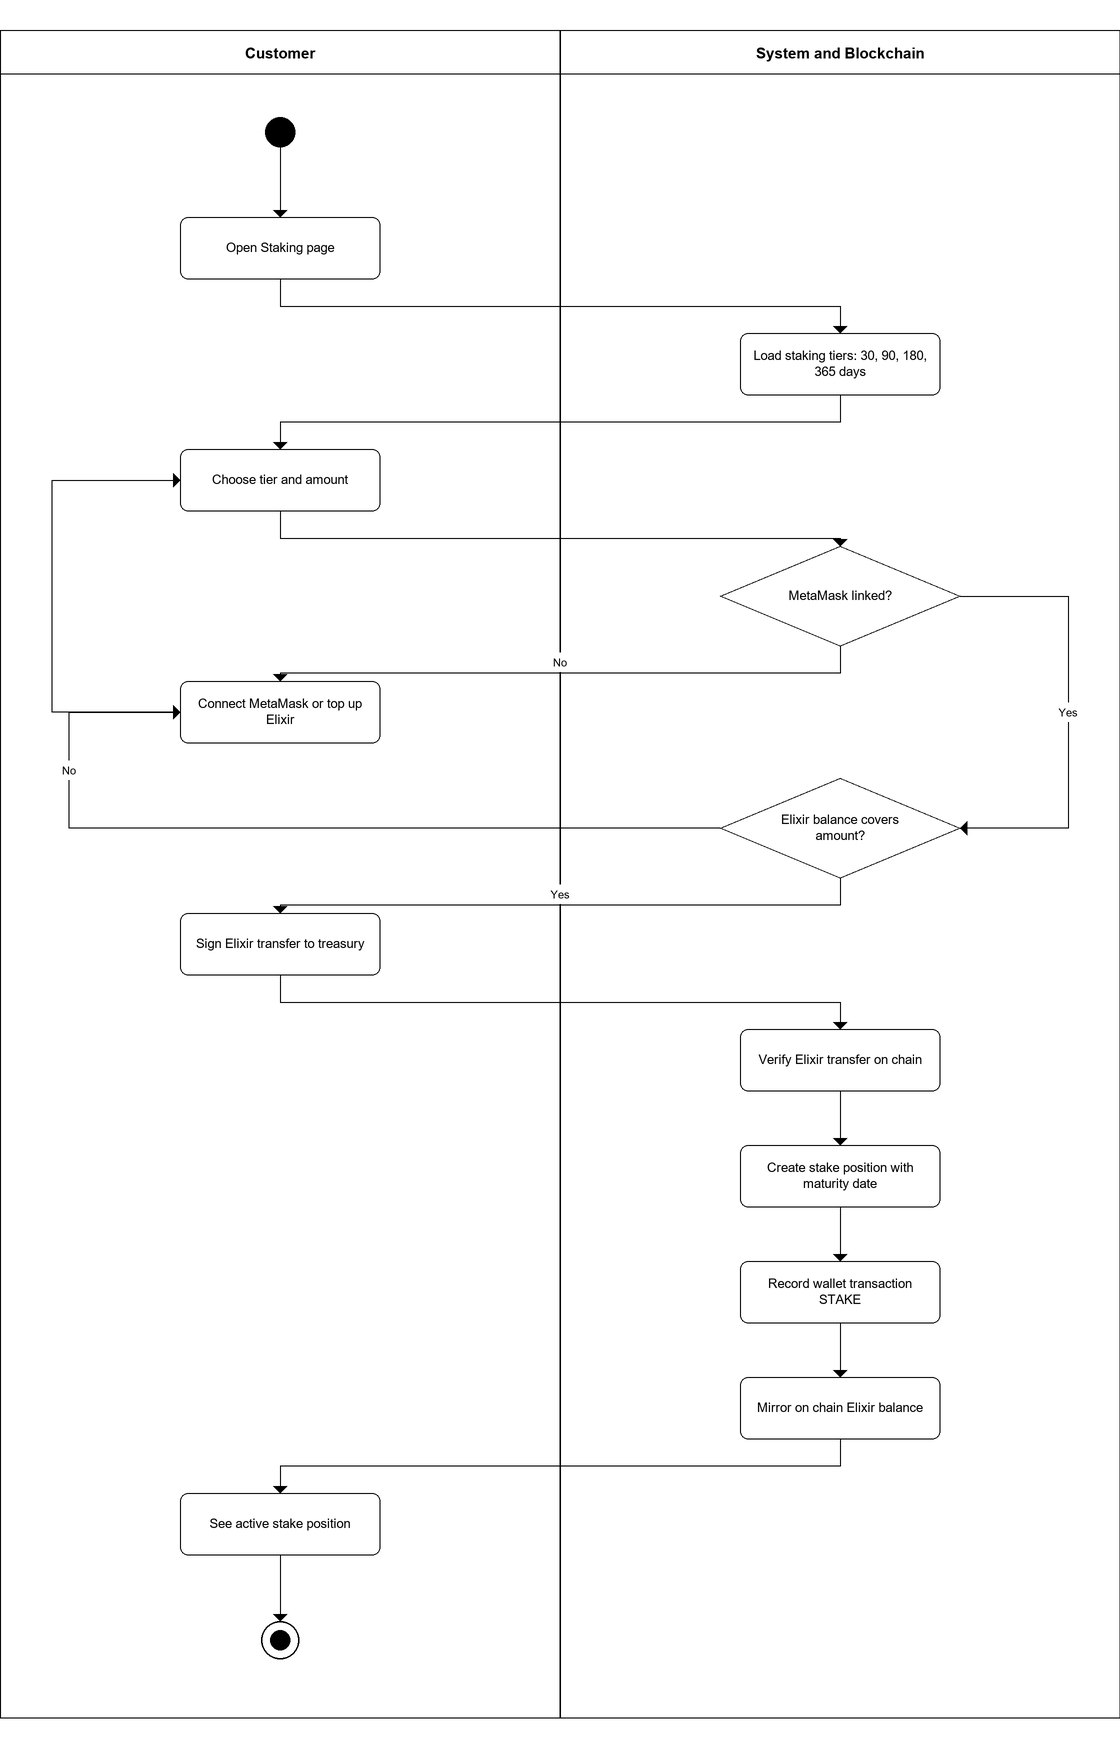 Customer
System and Blockchain
Open Staking page
Load staking tiers: 30, 90, 180,
365 days
Choose tier and amount
MetaMask linked?
No
Connect MetaMask or top up
Elixir
Yes
No
Elixir balance covers
amount?
Yes
Sign Elixir transfer to treasury
Verify Elixir transfer on chain
Create stake position with
maturity date
Record wallet transaction
STAKE
Mirror on chain Elixir balance
See active stake position